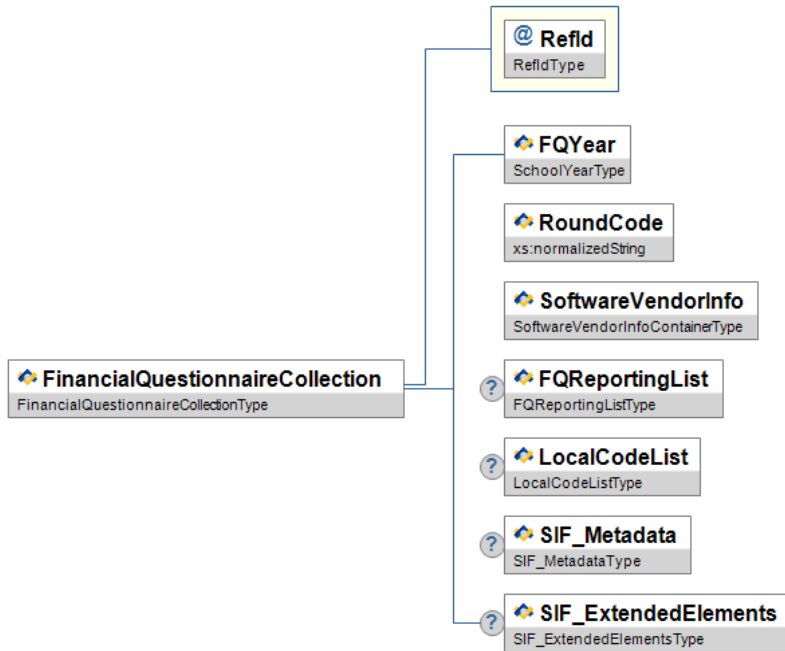 @ RefId
RefIdType
FQYear
SchoolYearType
RoundCode
xs:normalizedString
SoftwareVendorInfo
SoftwareVendorInfoContainerType
FinancialQuestionnaireCollection
FinancialQuestionnaireCollectionType
? FQReportingList
FQReportingListType
? LocalCodeList
LocalCodeListType
? SIF_Metadata
SIF_MetadataType
? SIF_ExtendedElements
SIF_ExtendedElementsType